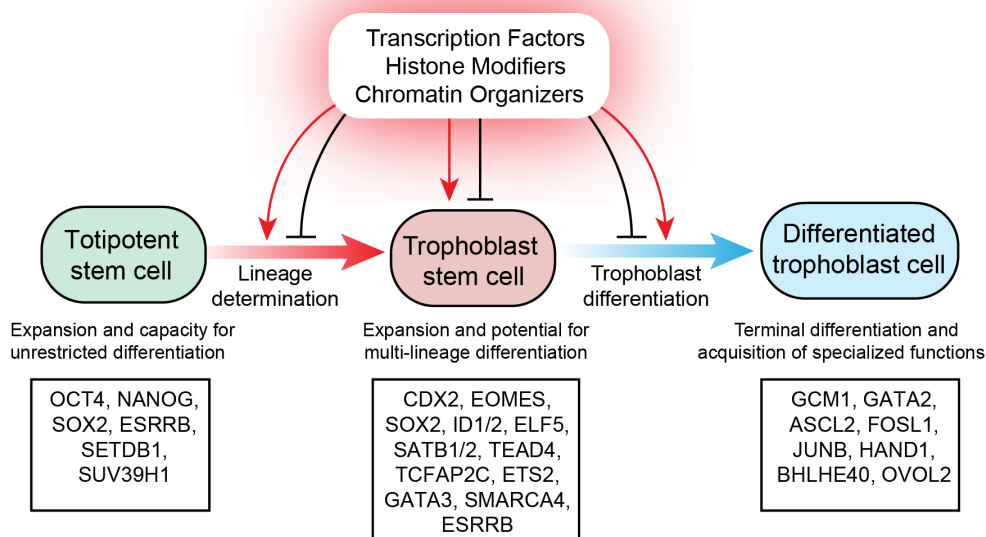 Transcription Factors
Histone Modifiers
Chromatin Organizers
Totipotent
stem cell
Lineage
determination
Trophoblast
stem cell
Trophoblast
differentiation
Differentiated
trophoblast cell
Expansion and capacity for
unrestricted differentiation
Expansion and potential for
multi-lineage differentiation
Terminal differentiation and
acquisition of specialized functions
OCT4, NANOG,
SOX2, ESRRB,
SETDB1,
SUV39H1
CDX2, EOMES,
SOX2, ID1/2, ELF5,
SATB1/2, TEAD4,
TCFAP2C, ETS2,
GATA3, SMARCA4,
ESRRB
GCM1, GATA2,
ASCL2, FOSL1,
JUNB, HAND1,
BHLHE40, OVOL2